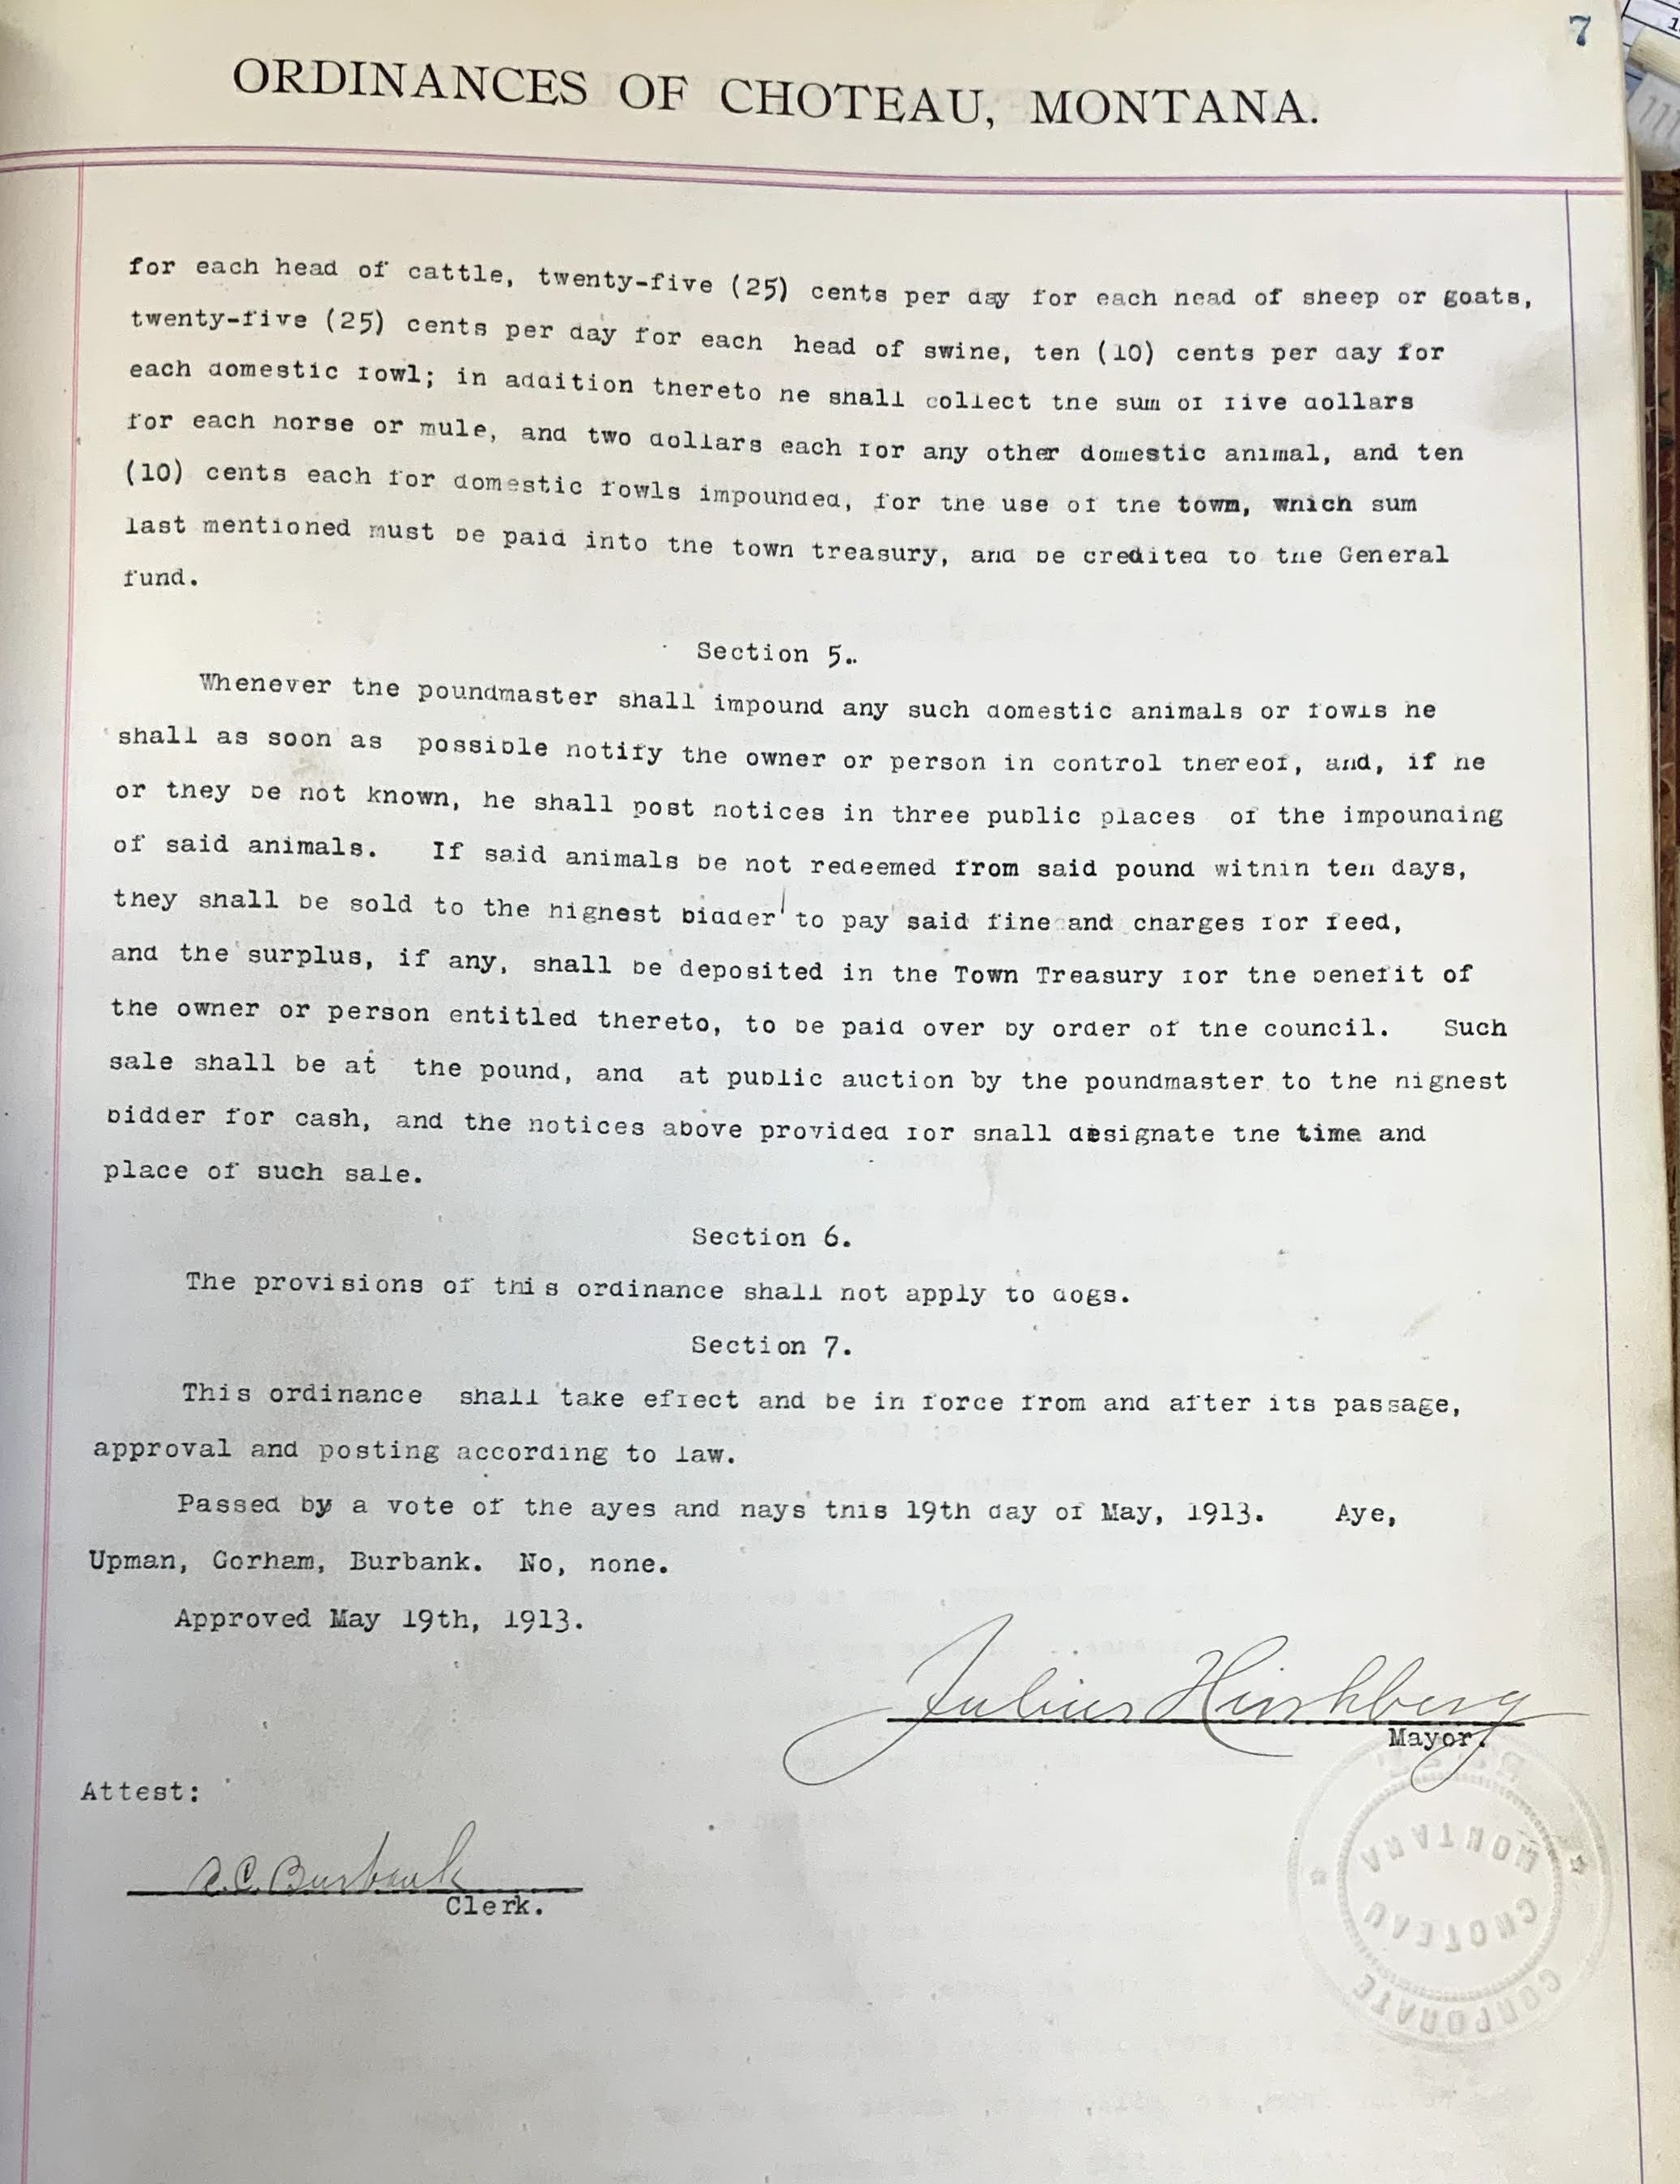 7
ORDINANCES OF CHOTEAU, MONTANA.
for each head of cattle, twenty-five (25) cents per day for each head of sheep or goats,
twenty-five (25) cents per day for each head of swine, ten (10) cents per day for
each domestic fowl; in addition thereto he shall collect the sum of five dollars
for each horse or mule, and two dollars each for any other domestic animal, and ten
(10) cents each for domestic fowls impounded, for the use of the town, which sum
last mentioned must be paid into the town treasury, and be credited to the General
fund.
Section 5.
Whenever the poundmaster shall impound any such domestic animals or fowls he
shall as soon as possible notify the owner or person in control thereof, and, if he
or they be not known, he shall post notices in three public places of the impounding
of said animals. If said animals be not redeemed from said pound within ten days,
they shall be sold to the highest bidder to pay said fine and charges for feed,
and the surplus, if any, shall be deposited in the Town Treasury for the benefit of
the owner or person entitled thereto, to be paid over by order of the council. Such
sale shall be at the pound, and at public auction by the poundmaster to the highest
bidder for cash, and the notices above provided for shall designate the time and
place of such sale.
Section 6.
The provisions of this ordinance shall not apply to dogs.
Section 7.
This ordinance shall take effect and be in force from and after its passage,
approval and posting according to law.
Passed by a vote of the ayes and nays this 19th day of May, 1913. Aye,
Upman, Gorham, Burbank. No, none.
Approved May 19th, 1913.
Julius Hirshberg
Mayor.
Attest:
A.C. Burbank
Clerk.
MONTANA
CHOTEAU
CORPORATE